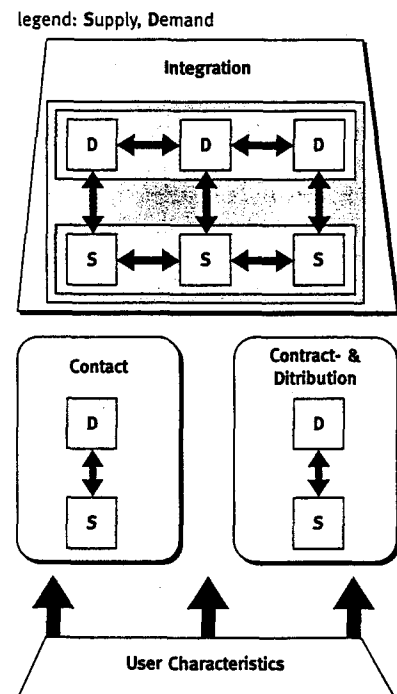 legend: Supply, Demand
Integration
D D D
S S S
Contact
D
S
Contract- &
Ditribution
D
S
User Characteristics